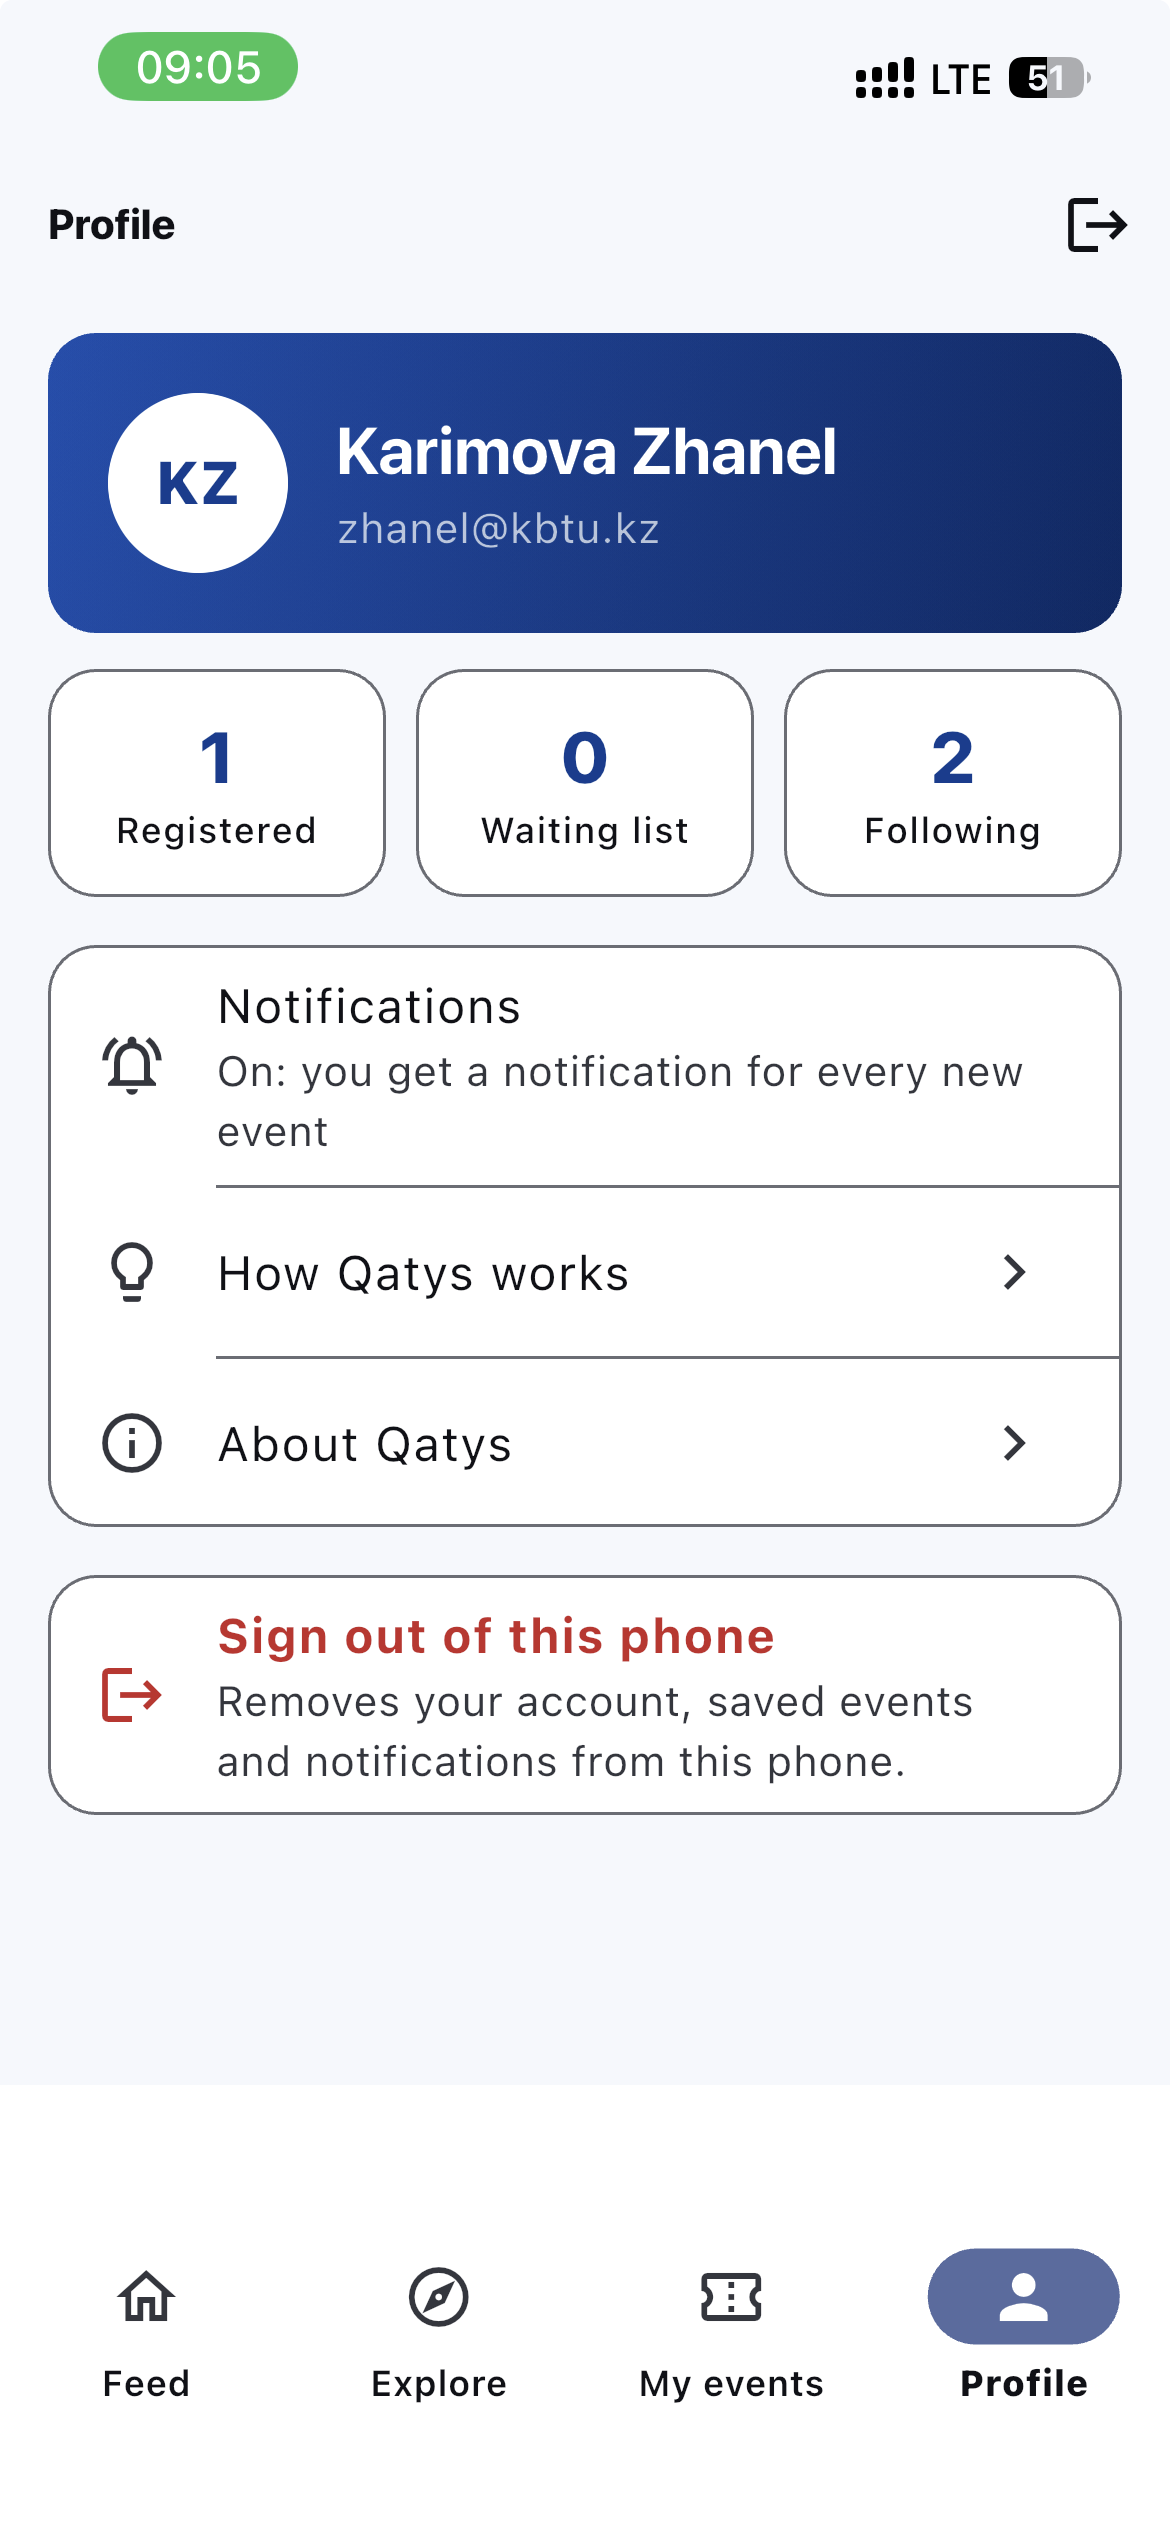 09:05
LTE 51
Profile
KZ
Karimova Zhanel
zhanel@kbtu.kz
1
Registered
0
Waiting list
2
Following
Notifications
On: you get a notification for every new
event
How Qatys works
About Qatys
Sign out of this phone
Removes your account, saved events
and notifications from this phone.
Feed
Explore
My events
Profile